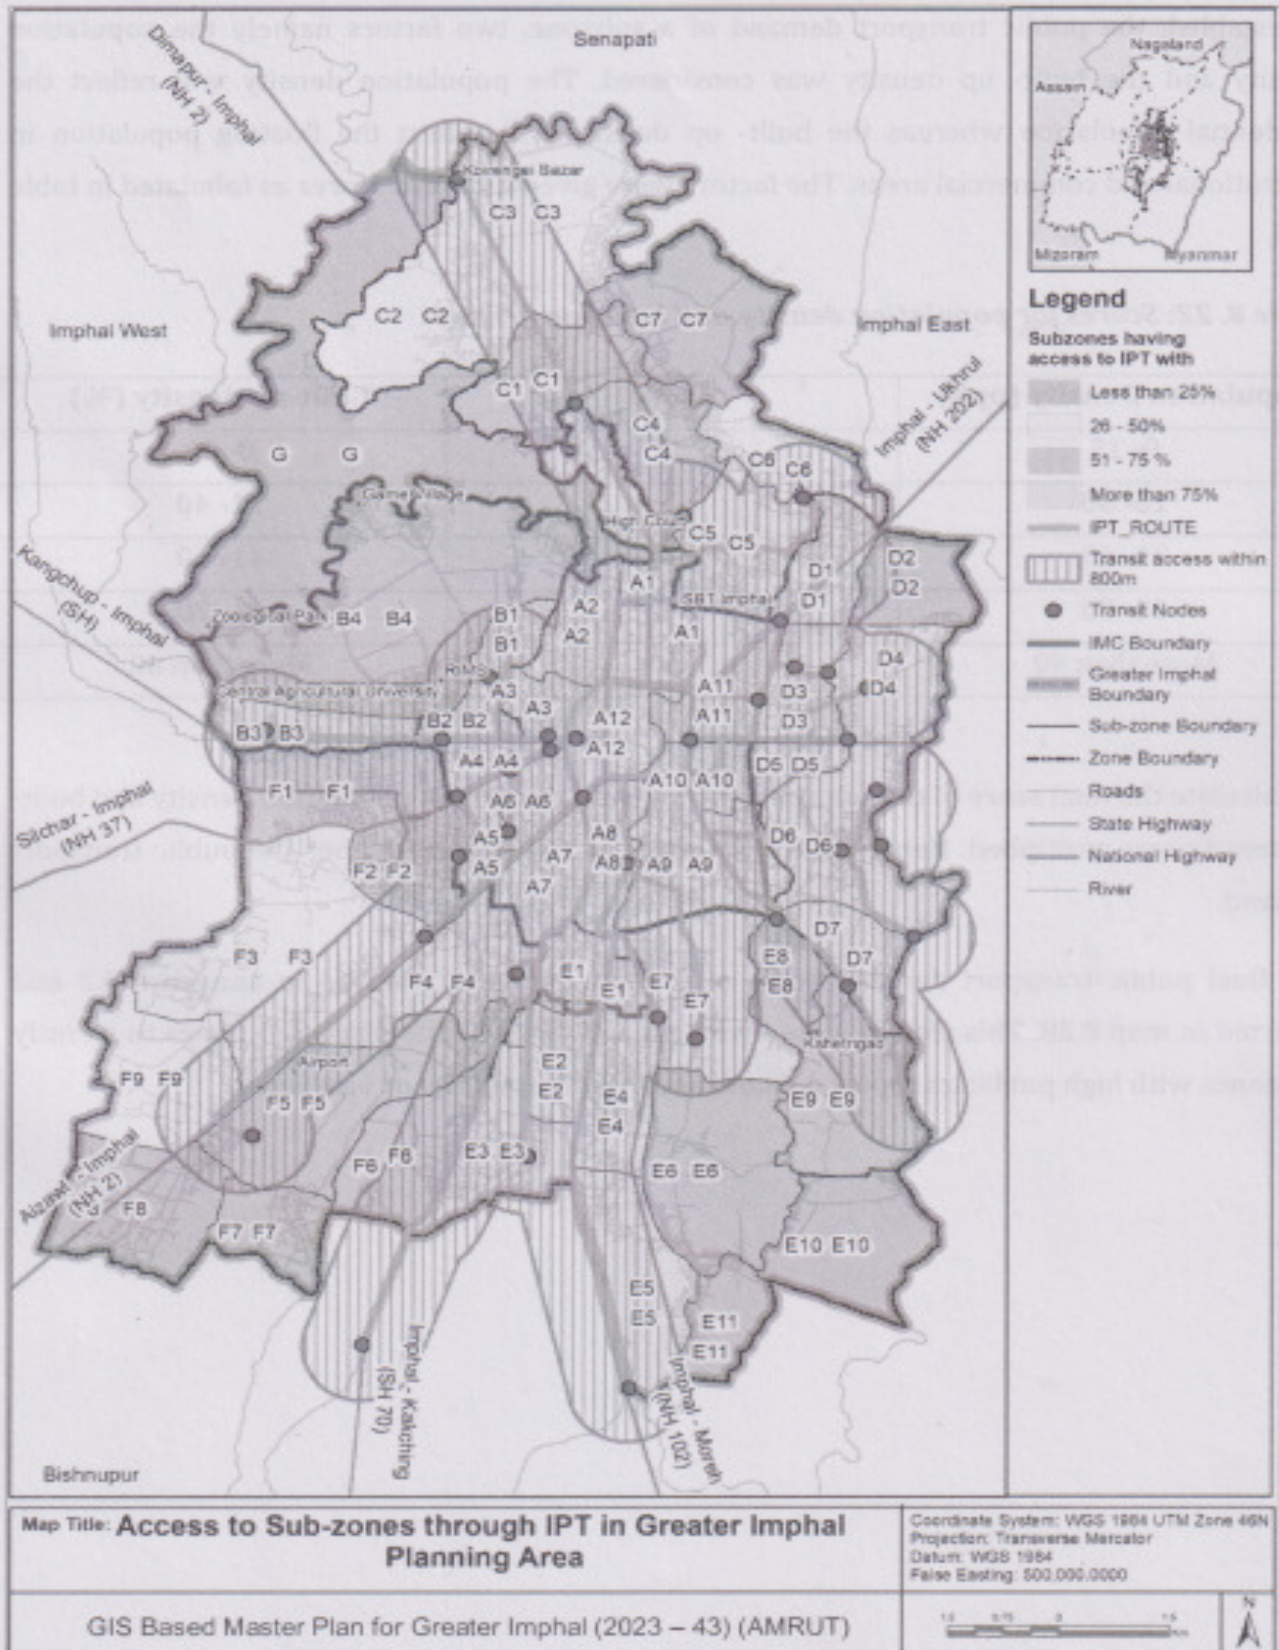 Senapati
Dimapur - Imphal
(NH 2)
Koirengei Bazar
C3 C3
C2 C2
C7 C7
Imphal West
Imphal East
C1 C1
C4
C4
Imphal - Ukhrul
(NH 202)
G G
C6 C6
Game Village
High Court
C5 C5
Kangchup - Imphal
(SH)
D1
D1
D2
D2
A1
A1
SBT Imphal
A2
A2
Zoological Park
B4 B4
B1
B1
D4
D4
RIMS
Central Agricultural University
A3
A3
A11
A11
D3
D3
B3 B3
B2 B2
A12
A12
A4 A4
A10 A10
D5 D5
F1 F1
A6 A6
Silchar - Imphal
(NH 37)
A5
A5
A8
A8
D6 D6
A7
A7
A9 A9
F2 F2
D7
D7
F3 F3
F4 F4
E1
E1
E7
E7
E8
E8
Kshetrigao
Airport
E2
E2
F9 F9
F5 F5
E4
E4
E9 E9
E3 E3
F6 F6
E6 E6
Aizawl - Imphal
(NH 2)
F8
F7 F7
E10 E10
E5
E5
E11
E11
Imphal - Kakching
(SH 70)
Imphal - Moreh
(NH 102)
Bishnupur
Nagaland
Assam
Mizoram
Myanmar
Legend
Subzones having
access to IPT with
Less than 25%
26 - 50%
51 - 75 %
More than 75%
IPT_ROUTE
Transit access within
800m
Transit Nodes
IMC Boundary
Greater Imphal
Boundary
Sub-zone Boundary
Zone Boundary
Roads
State Highway
National Highway
River
Map Title: Access to Sub-zones through IPT in Greater Imphal
Planning Area
GIS Based Master Plan for Greater Imphal (2023 – 43) (AMRUT)
Coordinate System: WGS 1984 UTM Zone 46N
Projection: Transverse Mercator
Datum: WGS 1984
False Easting: 500,000.0000
N